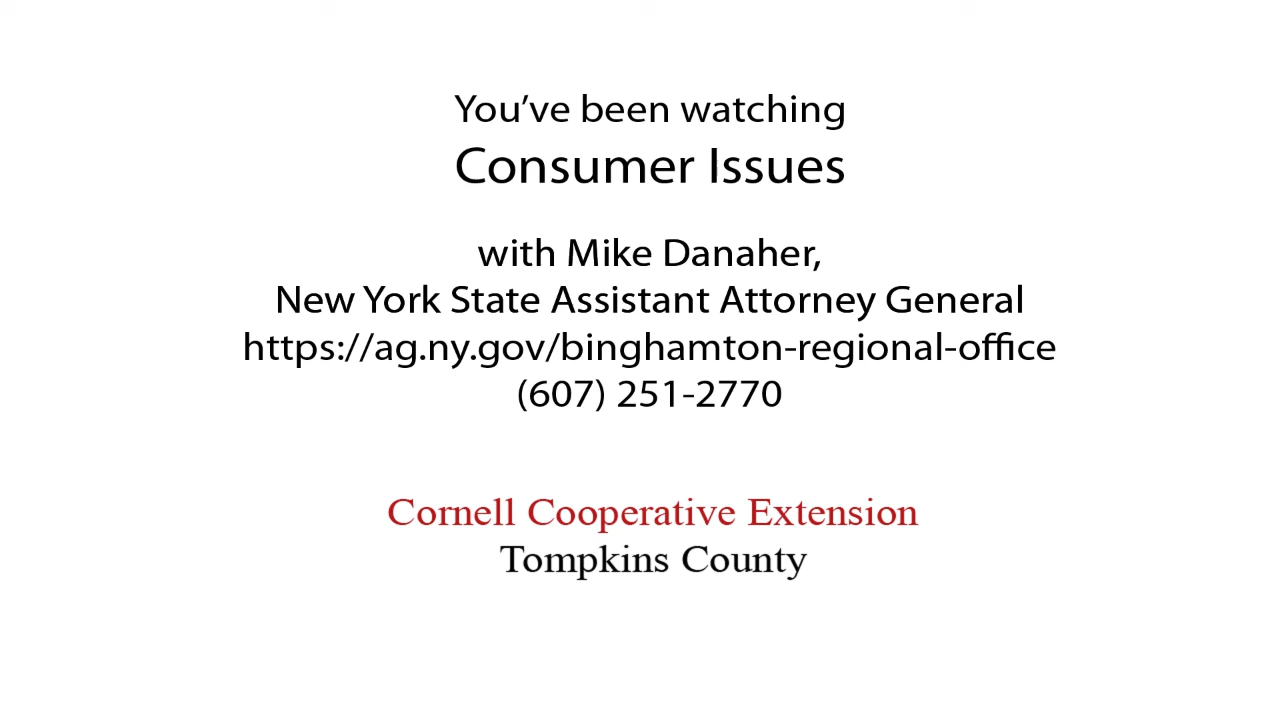 You've been watching
Consumer Issues
with Mike Danaher,
New York State Assistant Attorney General
https://ag.ny.gov/binghamton-regional-office
(607) 251-2770
Cornell Cooperative Extension
Tompkins County